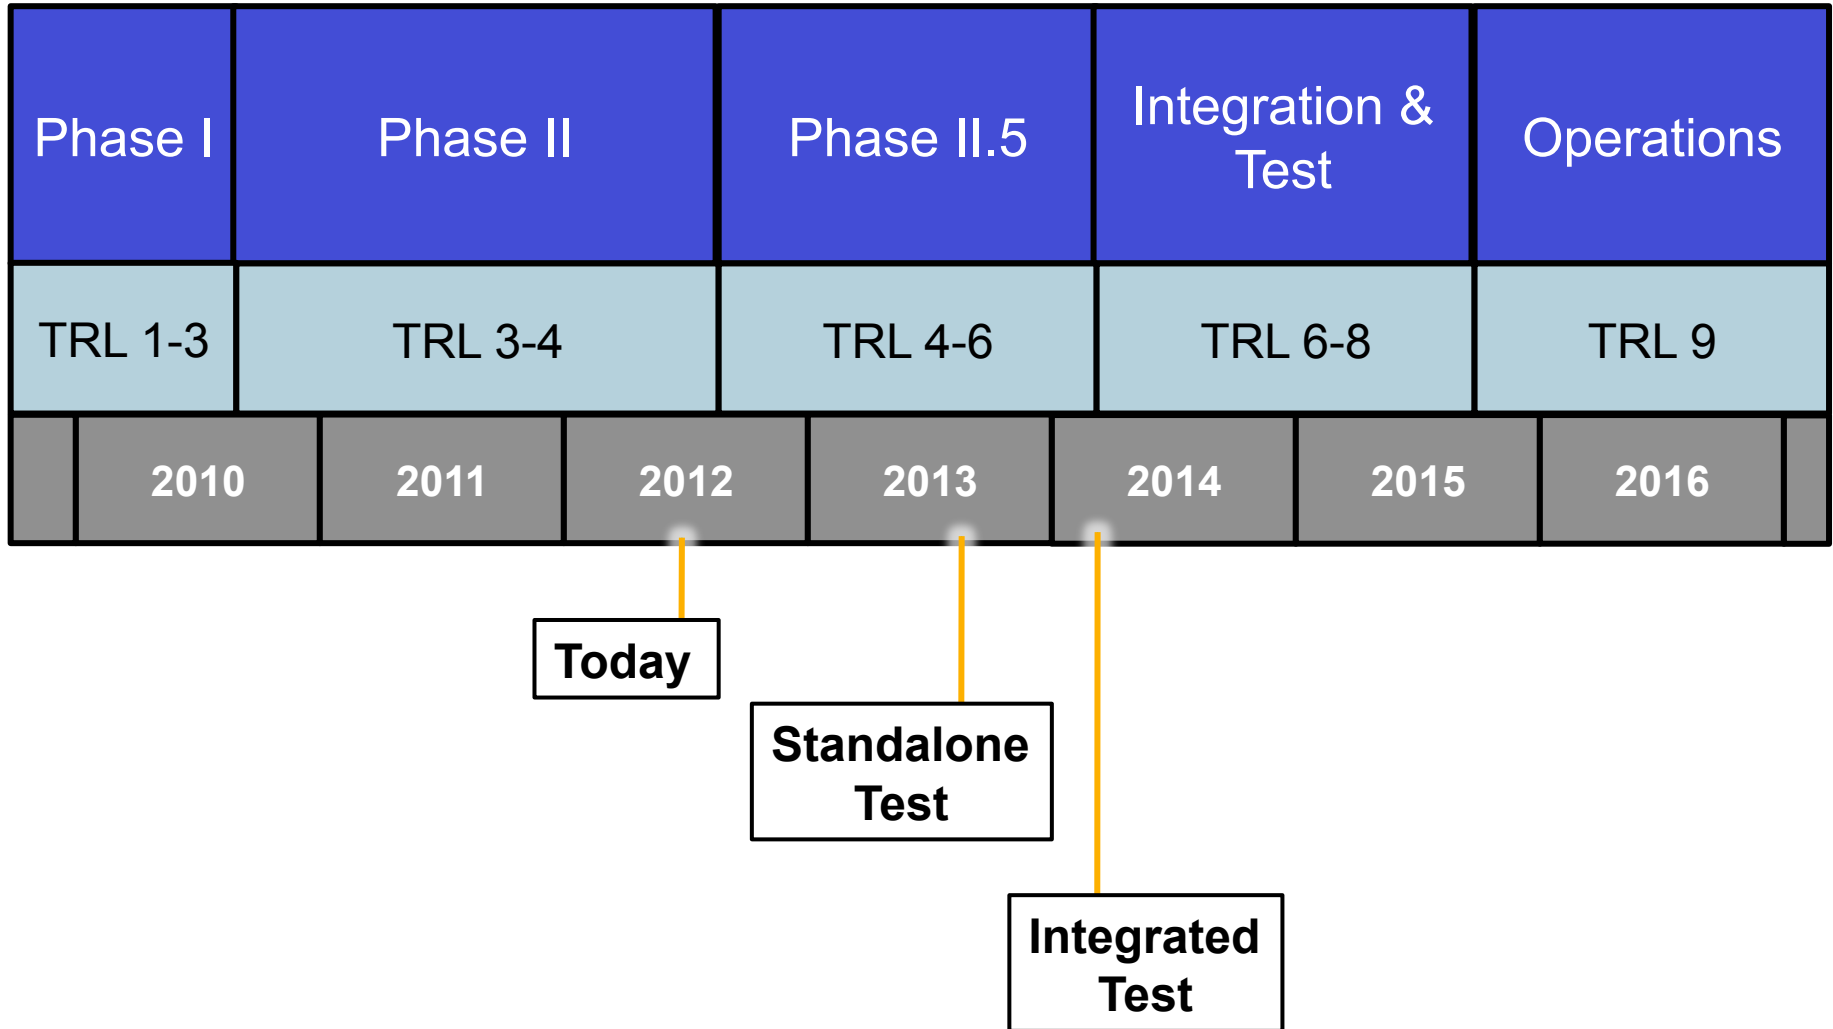 Phase I
Phase II
Phase II.5
Integration &
Test
Operations
TRL 1-3
TRL 3-4
TRL 4-6
TRL 6-8
TRL 9
2010
2011
2012
2013
2014
2015
2016
Today
Standalone
Test
Integrated
Test